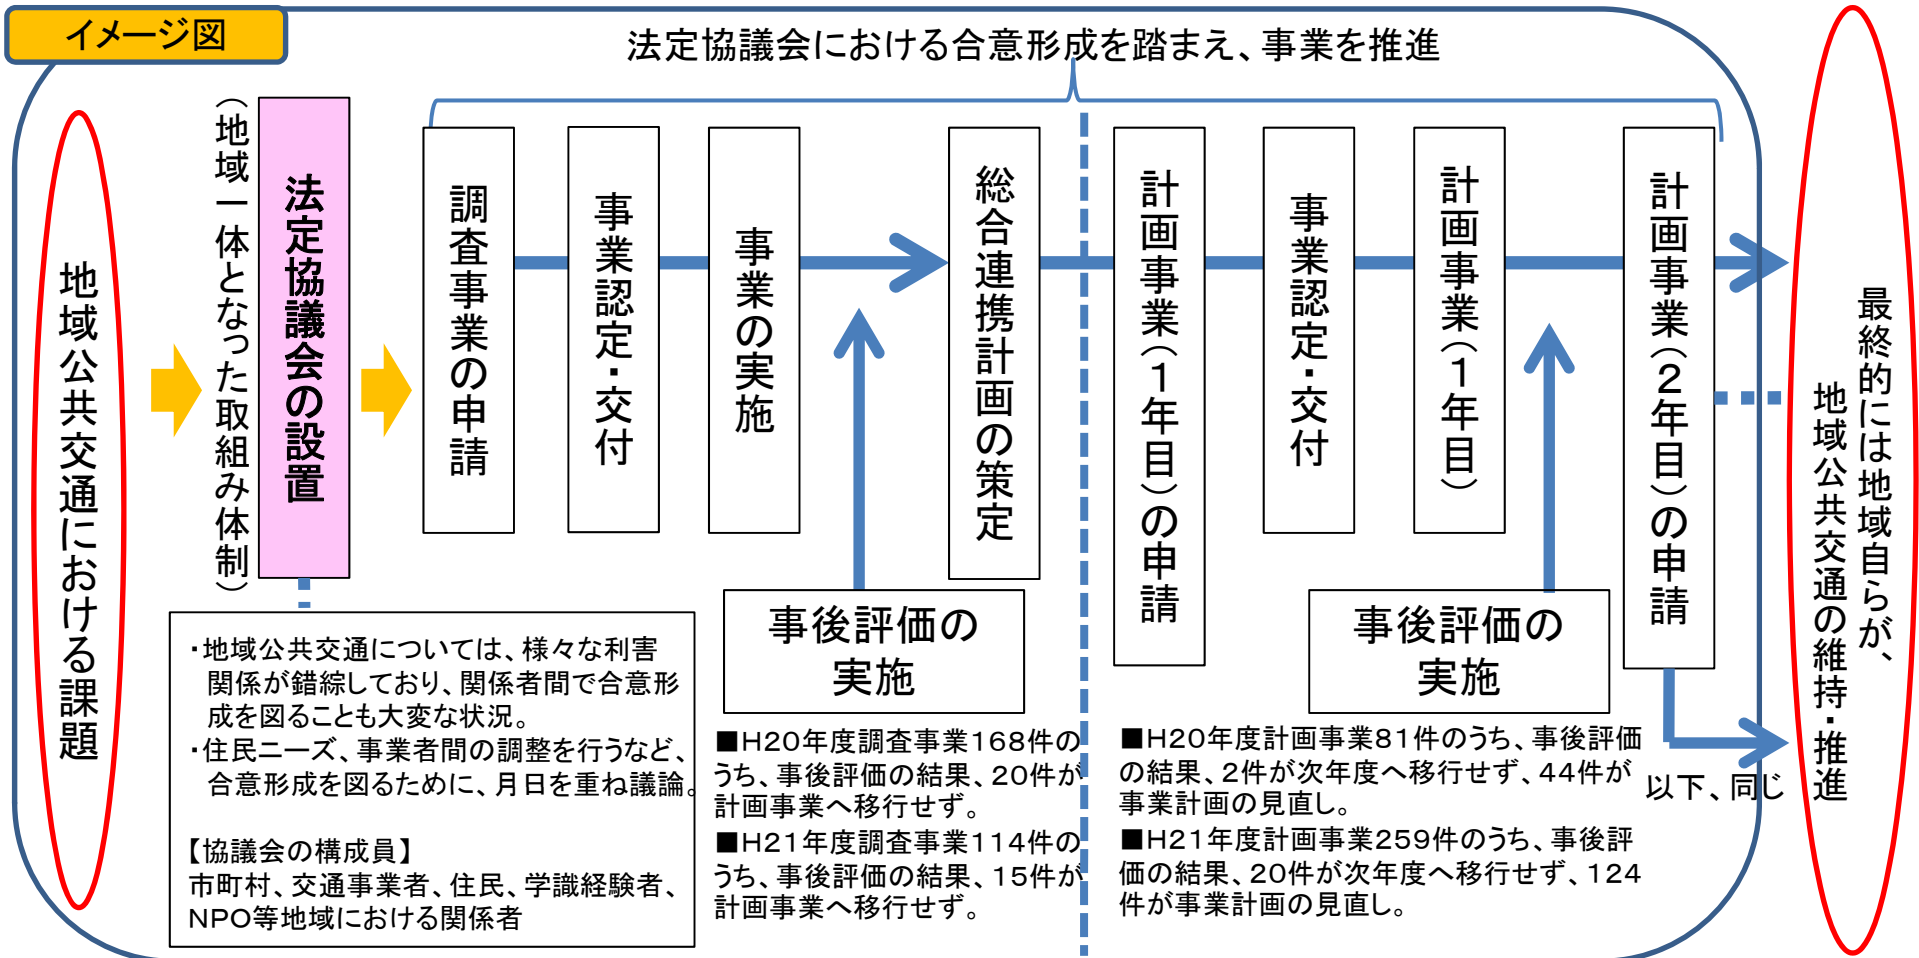 イメージ図
法定協議会における合意形成を踏まえ、事業を推進
地域公共交通における課題
（地域一体となった取組み体制）
法定協議会の設置
調査事業の申請
事業認定・交付
事業の実施
総合連携計画の策定
計画事業（１年目）の申請
事業認定・交付
計画事業（１年目）
計画事業（２年目）の申請
最終的には地域自らが、
地域公共交通の維持・推進
・地域公共交通については、様々な利害
関係が錯綜しており、関係者間で合意形
成を図ることも大変な状況。
・住民ニーズ、事業者間の調整を行うなど、
合意形成を図るために、月日を重ね議論。
【協議会の構成員】
市町村、交通事業者、住民、学識経験者、
NPO等地域における関係者
事後評価の
実施
■H20年度調査事業168件の
うち、事後評価の結果、20件が
計画事業へ移行せず。
■H21年度調査事業114件の
うち、事後評価の結果、15件が
計画事業へ移行せず。
事後評価の
実施
■H20年度計画事業81件のうち、事後評価
の結果、2件が次年度へ移行せず、44件が
事業計画の見直し。
■H21年度計画事業259件のうち、事後評
価の結果、20件が次年度へ移行せず、124
件が事業計画の見直し。
以下、同じ